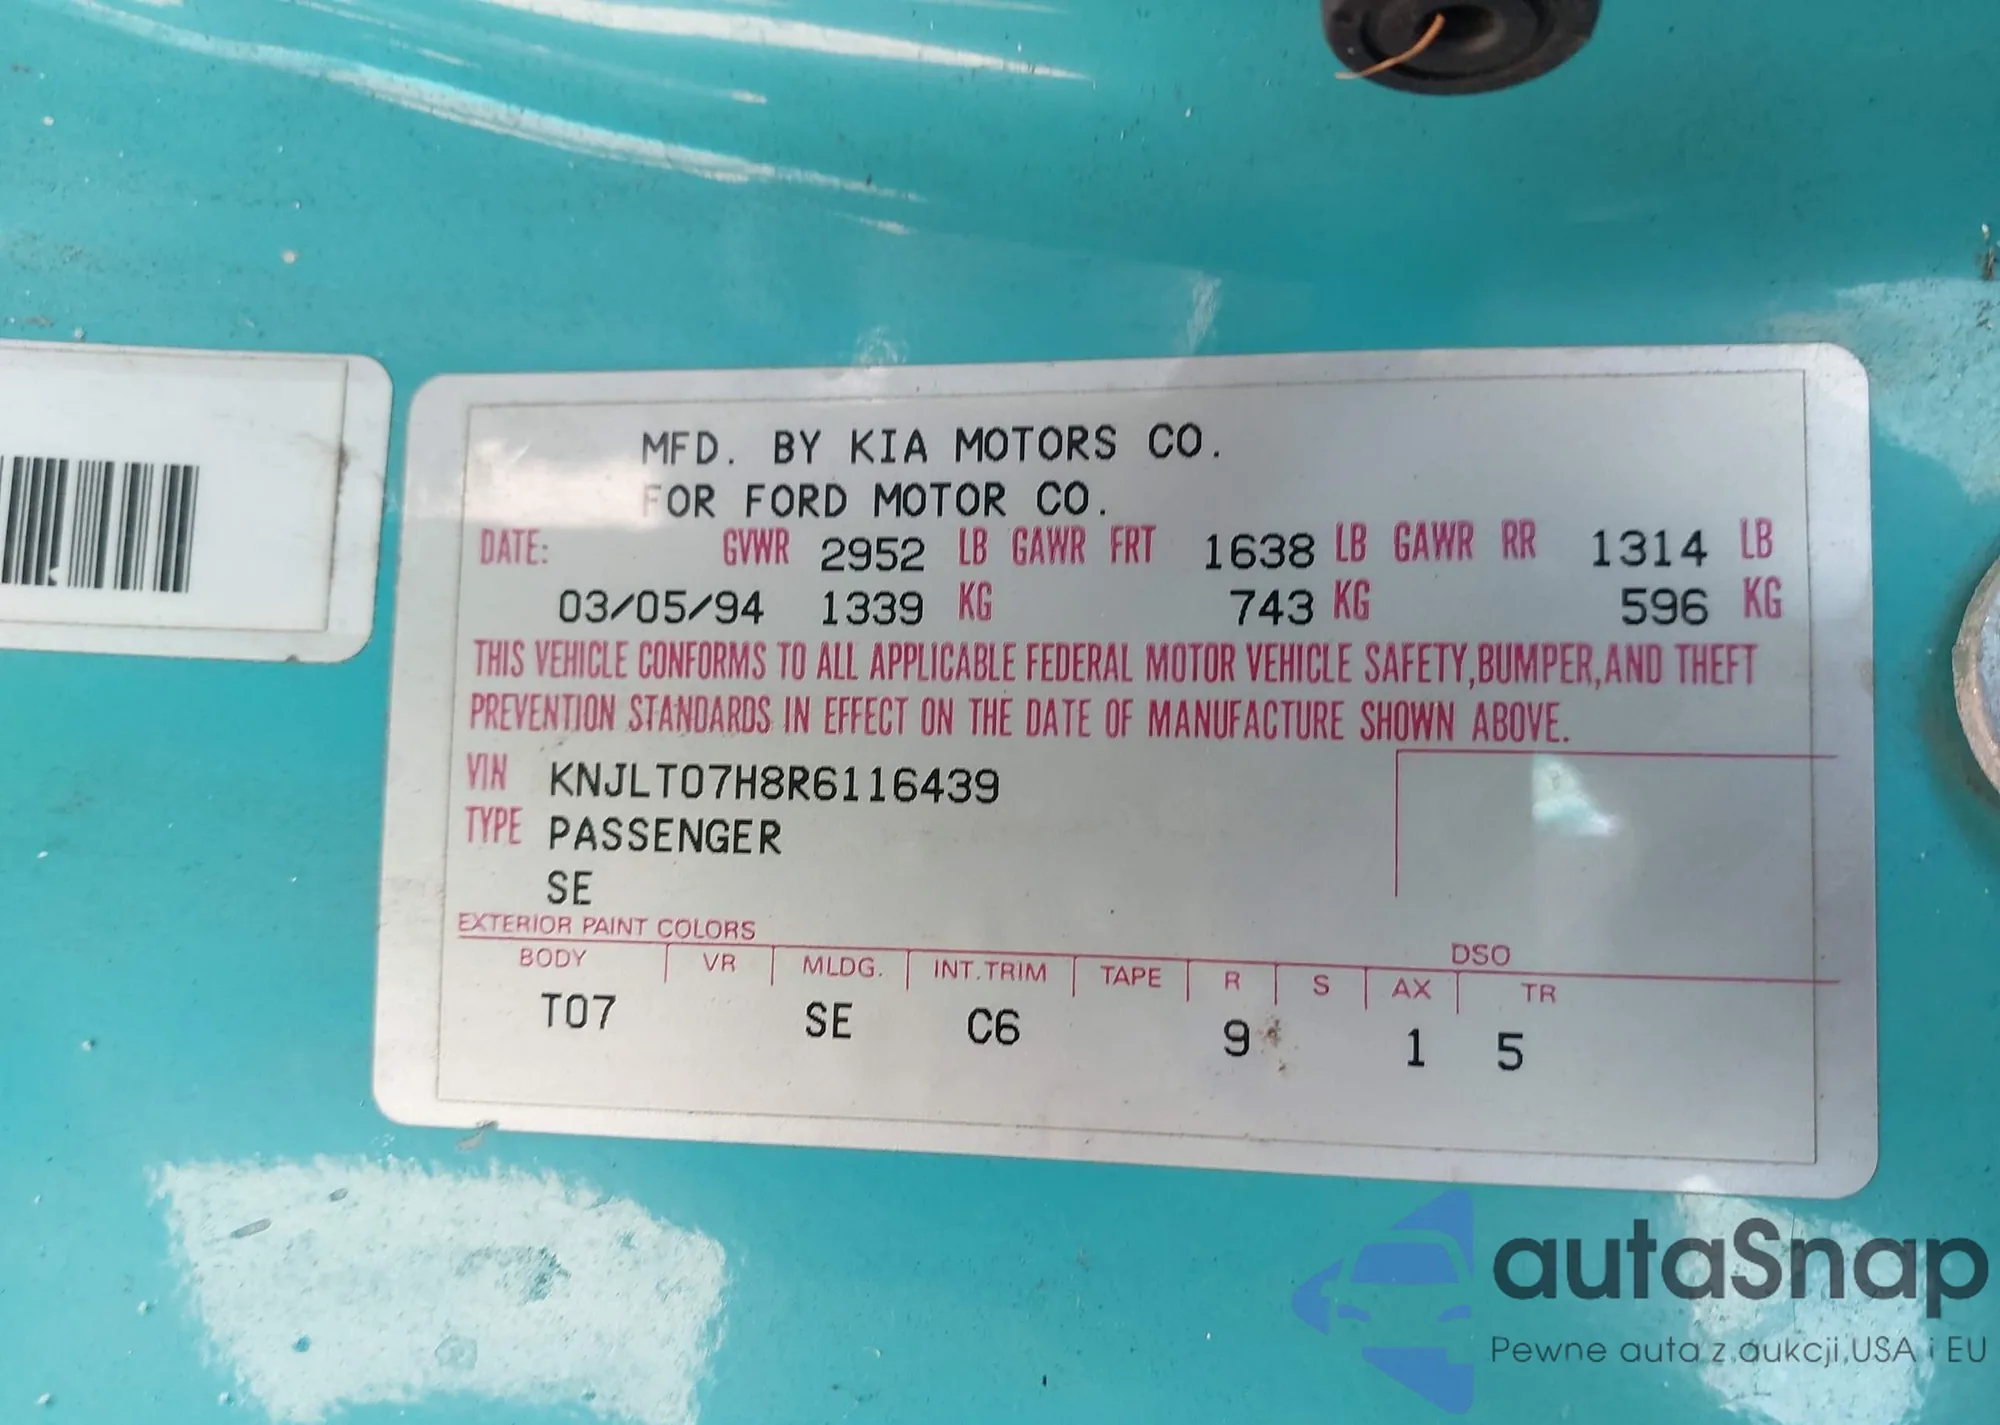 MFD. BY KIA MOTORS CO.
FOR FORD MOTOR CO.
DATE: GVWR 2952 LB GAWR FRT 1638 LB GAWR RR 1314 LB
03/05/94 1339 KG 743 KG 596 KG
THIS VEHICLE CONFORMS TO ALL APPLICABLE FEDERAL MOTOR VEHICLE SAFETY,BUMPER,AND THEFT
PREVENTION STANDARDS IN EFFECT ON THE DATE OF MANUFACTURE SHOWN ABOVE.
VIN KNJLT07H8R6116439
TYPE PASSENGER
SE
EXTERIOR PAINT COLORS DSO
BODY VR MLDG. INT.TRIM TAPE R S AX TR
T07 SE C6 9 1 5
autaSnap
Pewne auta z aukcji USA i EU